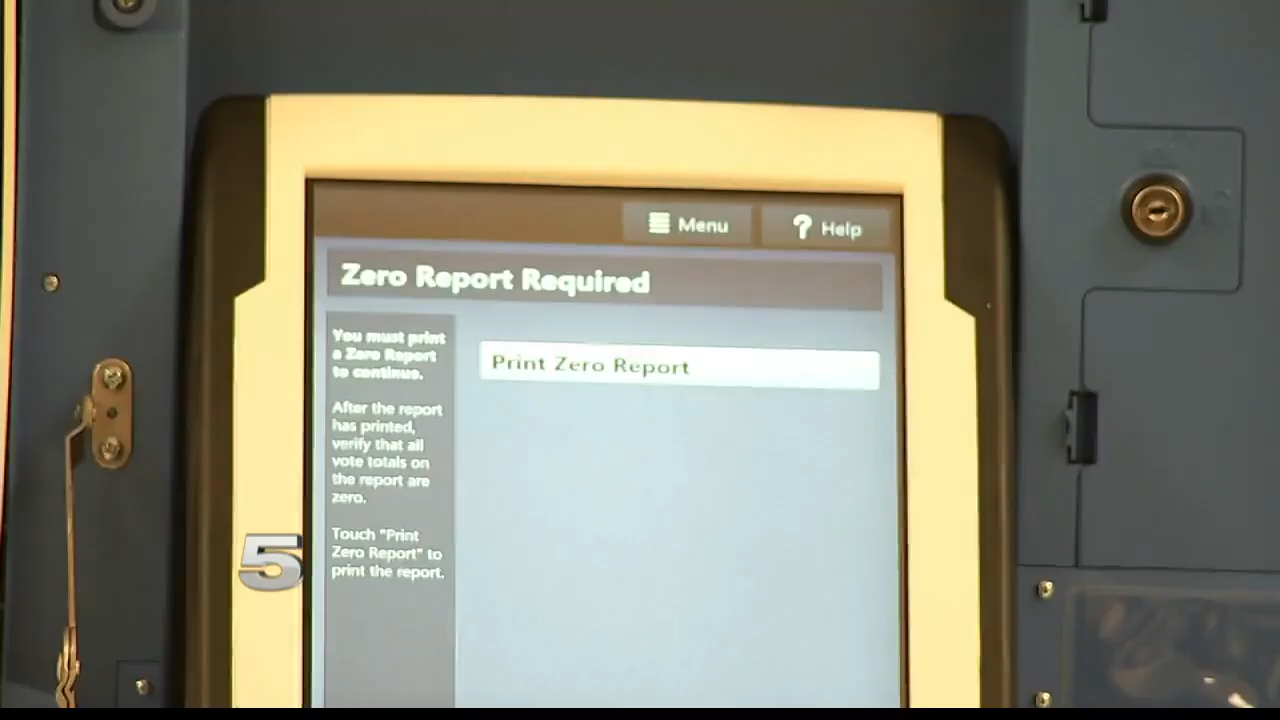 Menu
? Help
Zero Report Required
You must print
a Zero Report
to continue.
Print Zero Report
After the report
has printed,
verify that all
vote totals on
the report are
zero.
Touch "Print
Zero Report" to
print the report.
5